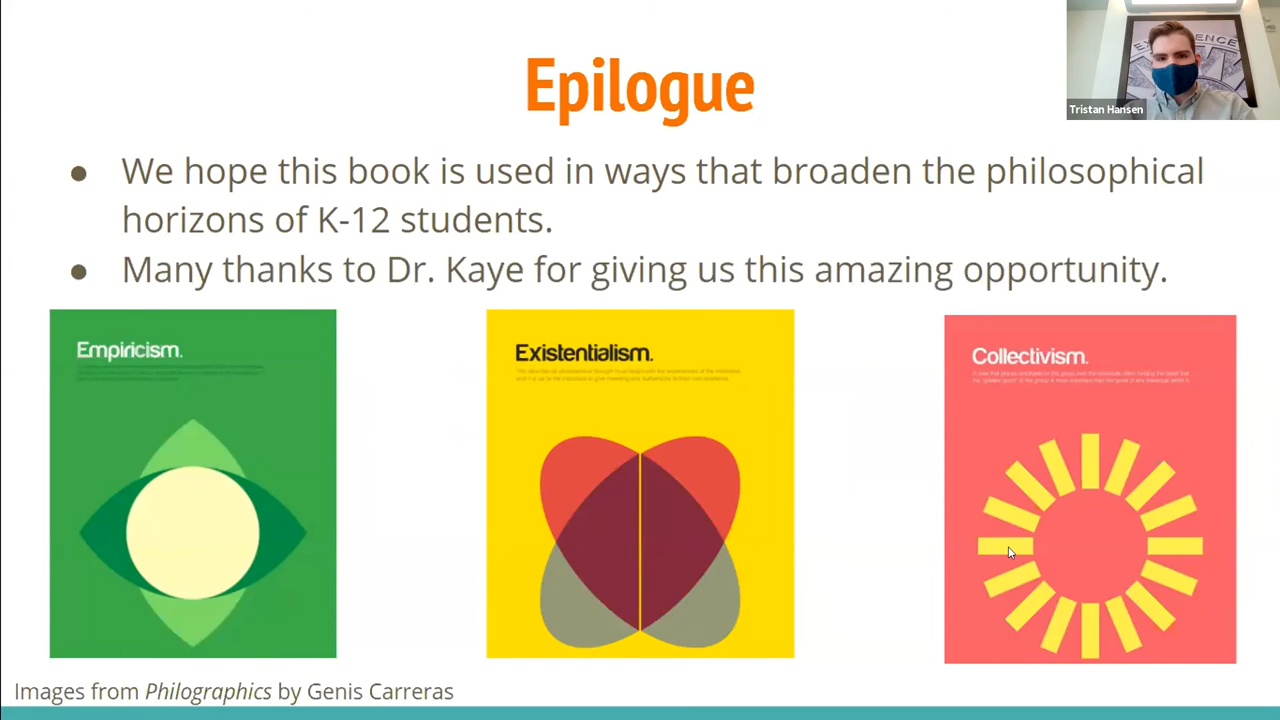 Epilogue
EXCELLENCE
Tristan Hansen
● We hope this book is used in ways that broaden the philosophical
horizons of K-12 students.
● Many thanks to Dr. Kaye for giving us this amazing opportunity.
Empiricism.
Existentialism.
Collectivism.
Images from Philographics by Genis Carreras